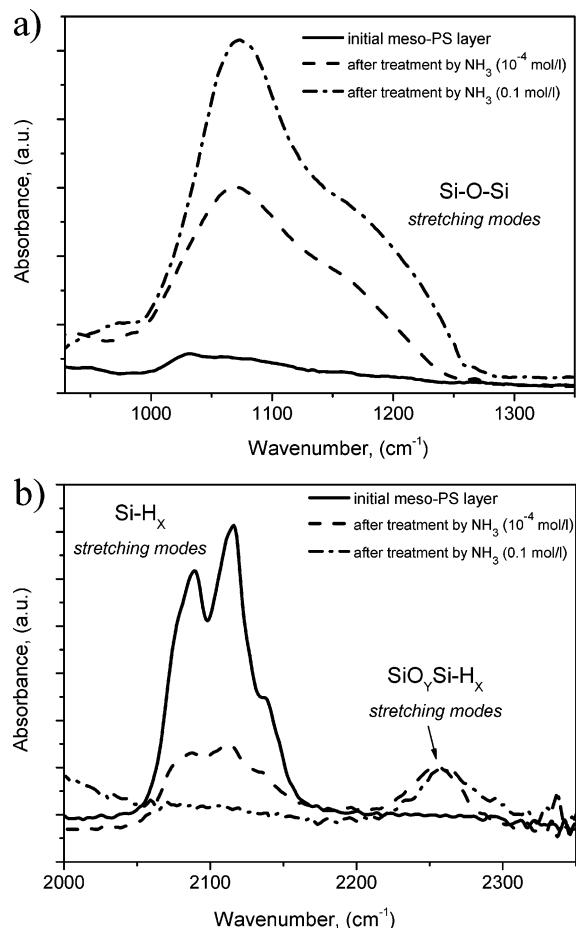 a)
initial meso-PS layer
after treatment by NH₃ (10⁻⁴ mol/l)
after treatment by NH₃ (0.1 mol/l)
Si-O-Si
stretching modes
Absorbance, (a.u.)
1000 1100 1200 1300
Wavenumber, (cm⁻¹)
b)
Si-Hₓ
stretching modes
initial meso-PS layer
after treatment by NH₃ (10⁻⁴ mol/l)
after treatment by NH₃ (0.1 mol/l)
SiOYSi-HX
stretching modes
Absorbance, (a.u.)
2000 2100 2200 2300
Wavenumber, (cm⁻¹)